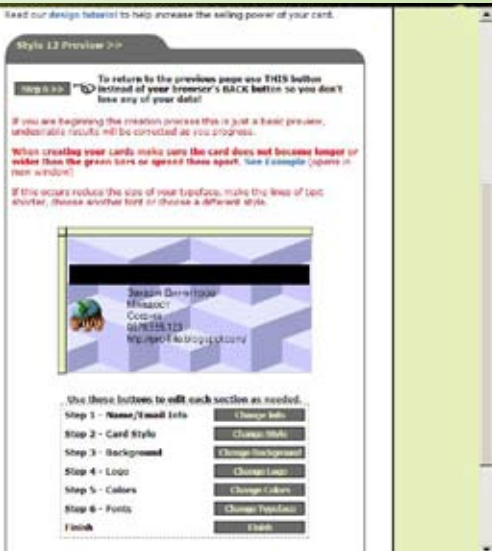 Read our design tutorial to help increase the selling power of your card.
Style 12 Preview >>
Step 6 >>
To return to the previous page use THIS button
instead of your browser's BACK button so you don't
lose any of your data!
If you are beginning the creation process this is just a basic preview,
undesirable results will be corrected as you progress.
When creating your cards make sure the card does not become longer or
wider than the green bars or spread them apart. See Example (opens in
new window)
If this occurs reduce the size of your typeface, make the lines of text
shorter, choose another font or choose a different style.
Manager
Use these buttons to edit each section as needed.
Step 1 - Name/Email Info Change Info
Step 2 - Card Style Change Style
Step 3 - Background Change Background
Step 4 - Logo Change Logo
Step 5 - Colors Change Colors
Step 6 - Fonts Change Typeface
Finish Finish